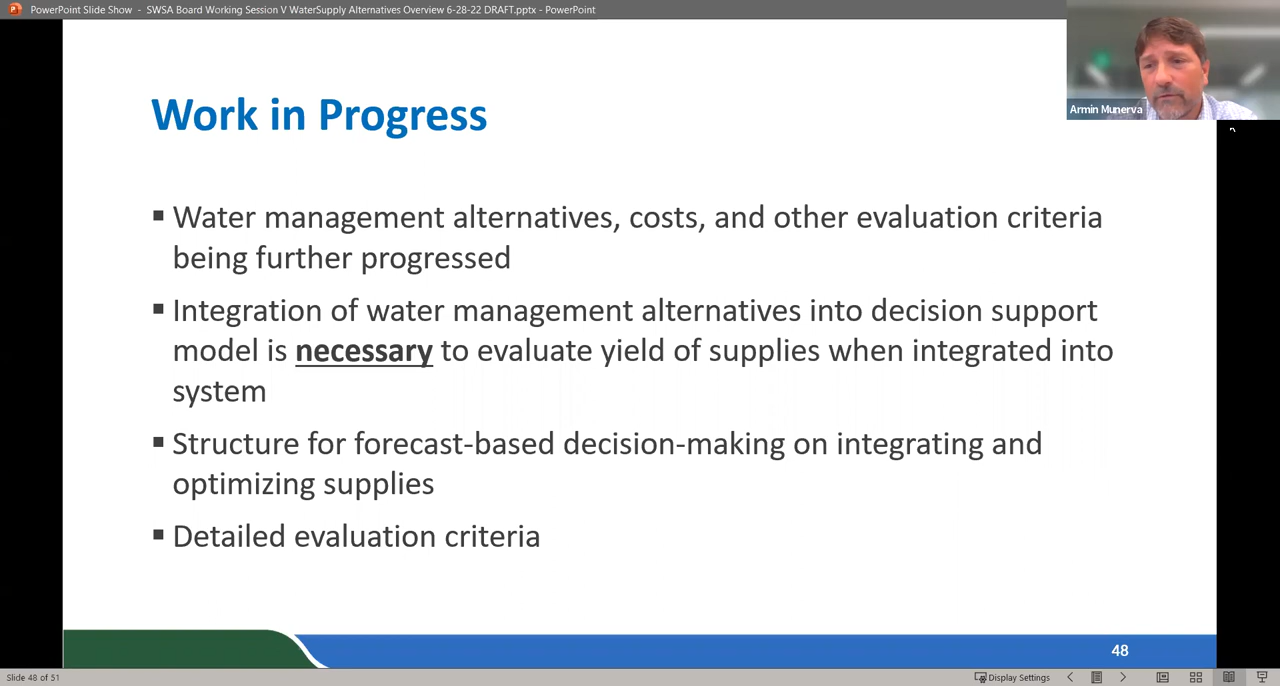 PowerPoint Slide Show - SWSA Board Working Session V WaterSupply Alternatives Overview 6-28-22 DRAFT.pptx - PowerPoint
Armin Munerva
Work in Progress
Water management alternatives, costs, and other evaluation criteria
being further progressed
Integration of water management alternatives into decision support
model is necessary to evaluate yield of supplies when integrated into
system
Structure for forecast-based decision-making on integrating and
optimizing supplies
Detailed evaluation criteria
48
Slide 48 of 51
Display Settings